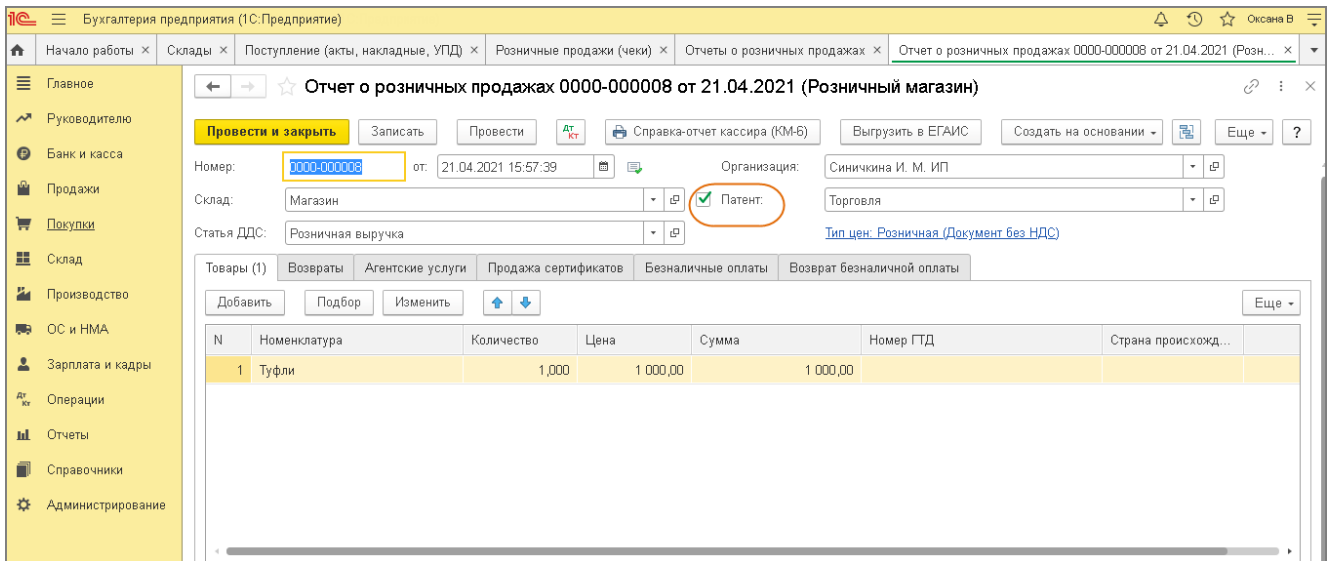 1С Бухгалтерия предприятия (1С:Предприятие) Оксана В
Начало работы × Склады × Поступление (акты, накладные, УПД) × Розничные продажи (чеки) × Отчеты о розничных продажах × Отчет о розничных продажах 0000-000008 от 21.04.2021 (Розн... ×
Главное
Руководителю
Банк и касса
Продажи
Покупки
Склад
Производство
ОС и НМА
Зарплата и кадры
Дт Кт Операции
Отчеты
Справочники
Администрирование
Отчет о розничных продажах 0000-000008 от 21.04.2021 (Розничный магазин)
Провести и закрыть Записать Провести Дт Кт Справка-отчет кассира (КМ-6) Выгрузить в ЕГАИС Создать на основании Еще ?
Номер: 0000-000008 от: 21.04.2021 15:57:39 Организация: Синичкина И. М. ИП
Склад: Магазин Патент: Торговля
Статья ДДС: Розничная выручка Тип цен: Розничная (Документ без НДС)
Товары (1) Возвраты Агентские услуги Продажа сертификатов Безналичные оплаты Возврат безналичной оплаты
Добавить Подбор Изменить Еще
N Номенклатура Количество Цена Сумма Номер ГТД Страна происхожд...
1 Туфли 1,000 1 000,00 1 000,00